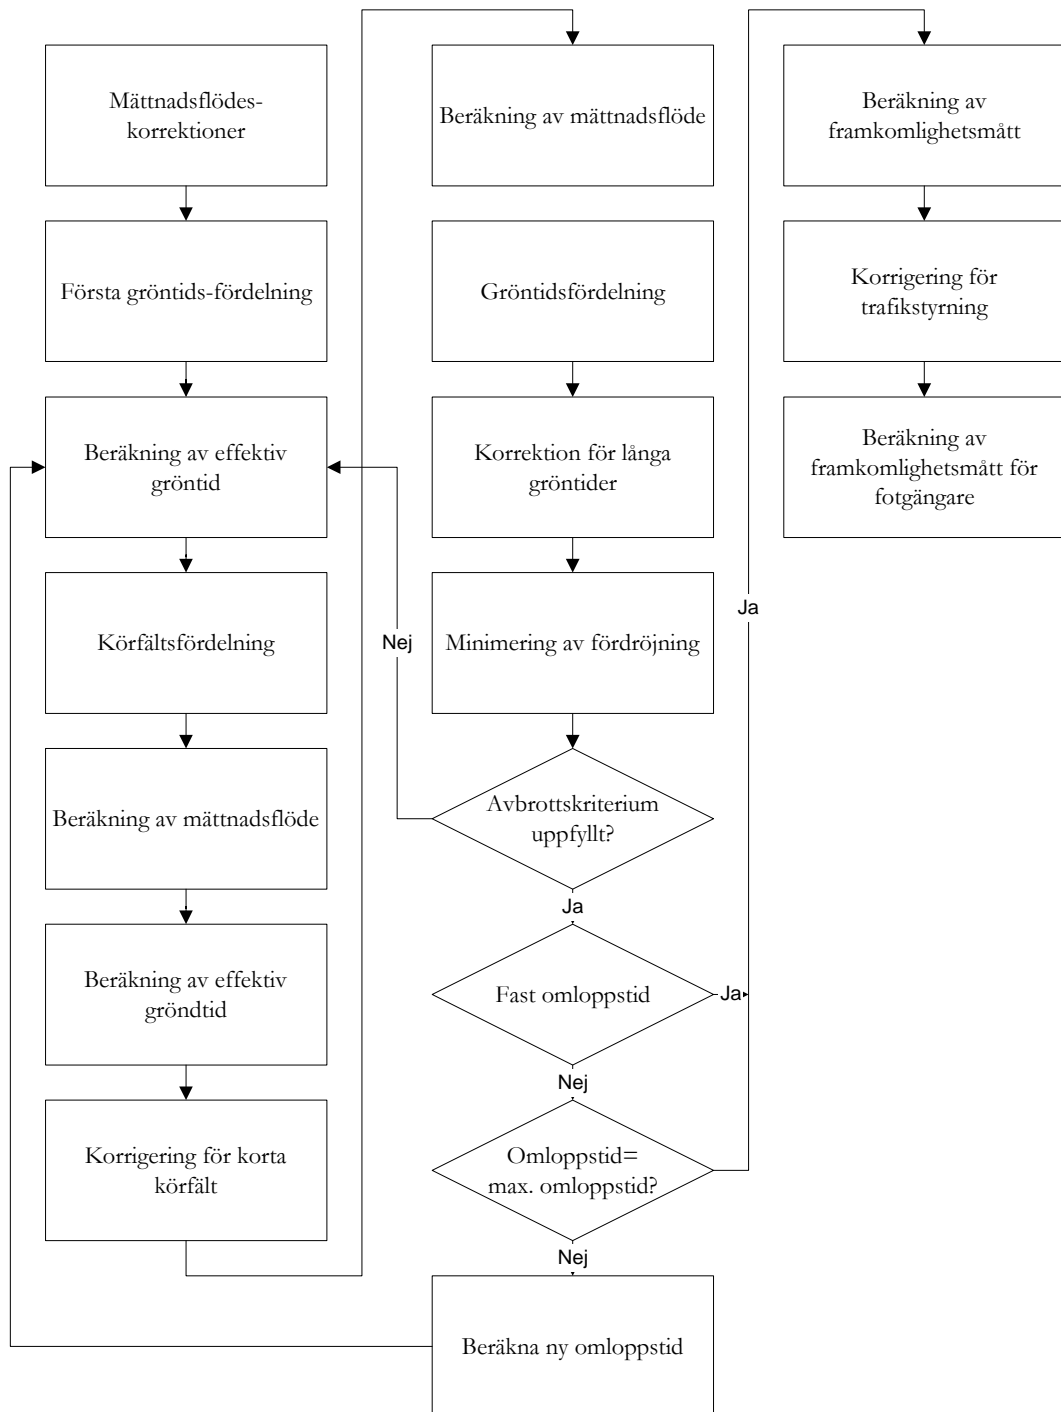 Mättnadsflödes-
korrektioner
Första gröntids-fördelning
Beräkning av effektiv
gröntid
Körfältsfördelning
Beräkning av mättnadsflöde
Beräkning av effektiv
gröndtid
Korrigering för korta
körfält
Beräkning av mättnadsflöde
Gröntidsfördelning
Korrektion för långa
gröntider
Minimering av fördröjning
Nej
Avbrottskriterium
uppfyllt?
Ja
Fast omloppstid
Ja
Nej
Omloppstid=
max. omloppstid?
Nej
Beräkna ny omloppstid
Ja
Beräkning av
framkomlighetsmått
Korrigering för
trafikstyrning
Beräkning av
framkomlighetsmått för
fotgängare